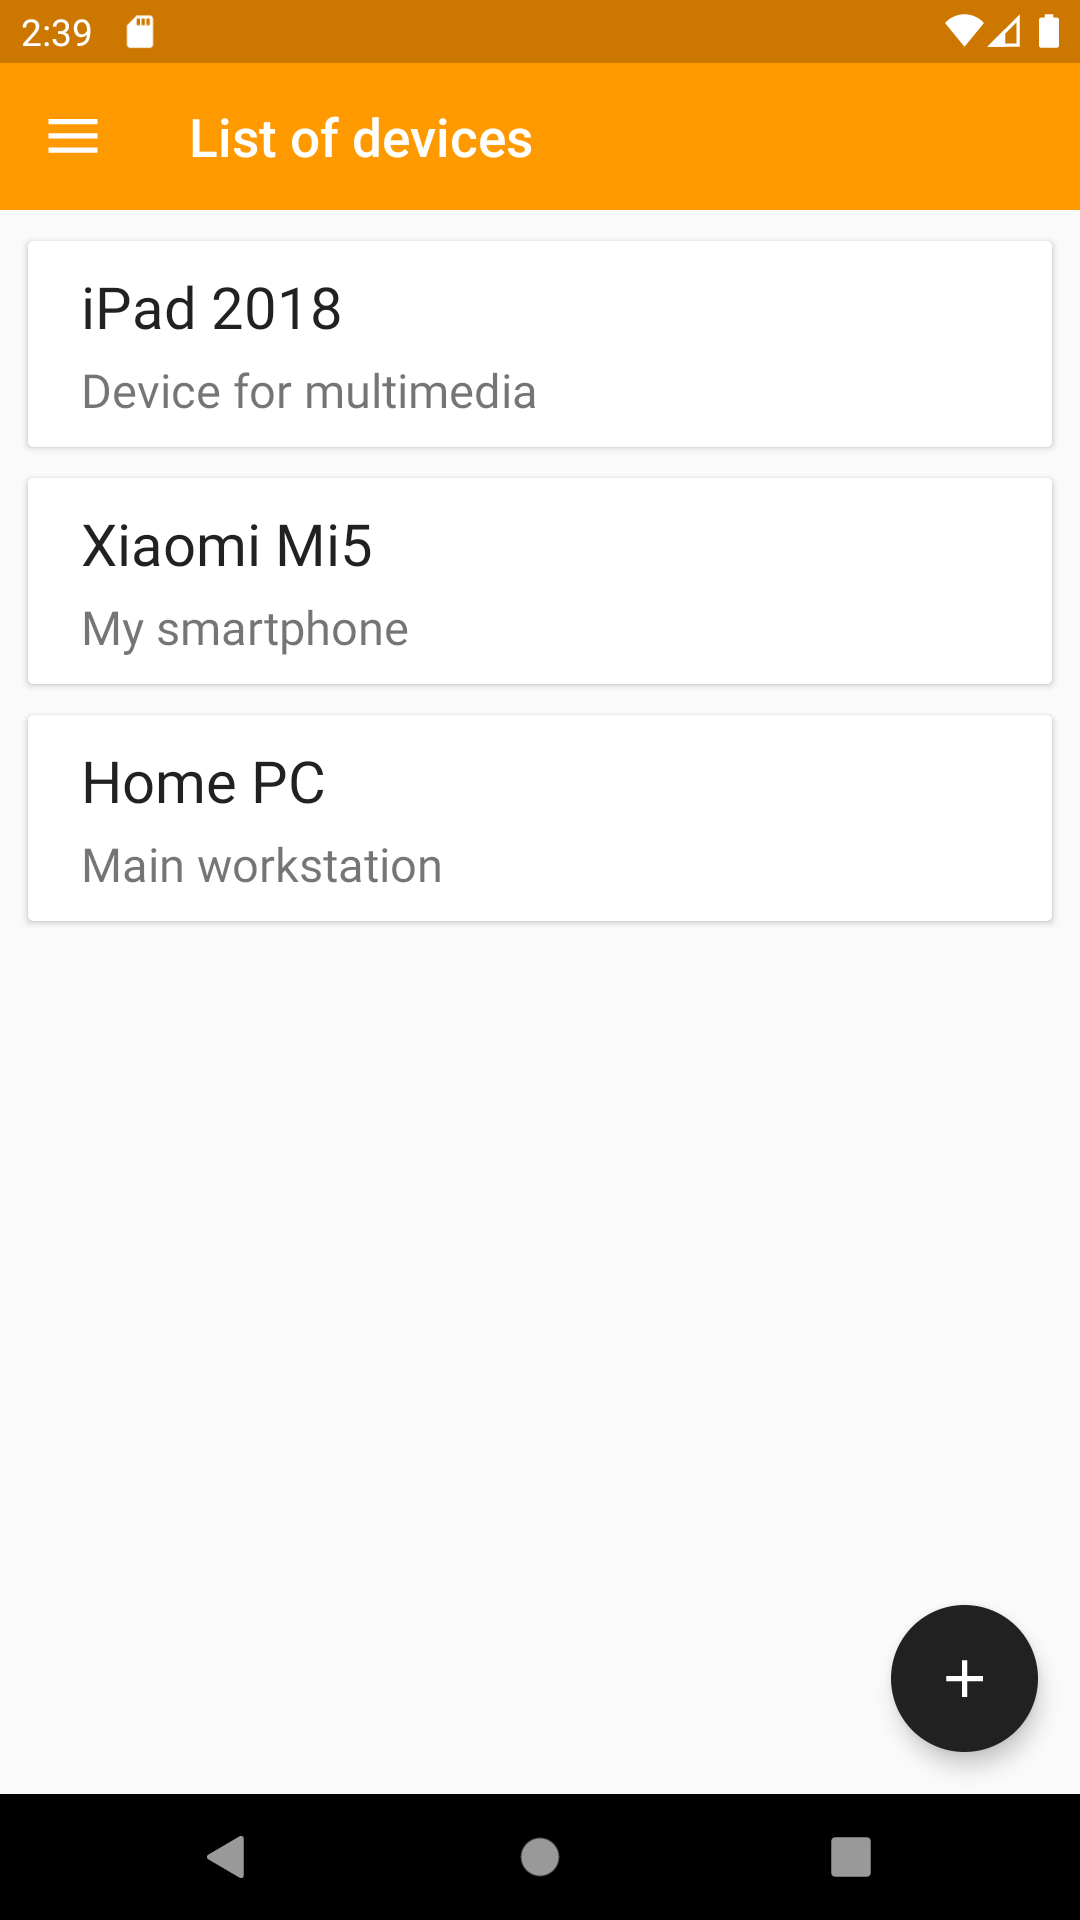 2:39
List of devices
iPad 2018
Device for multimedia
Xiaomi Mi5
My smartphone
Home PC
Main workstation